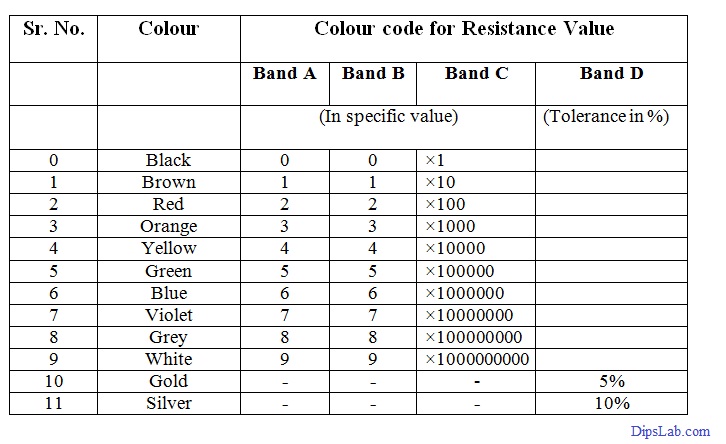 Sr. No. Colour Colour code for Resistance Value
Band A Band B Band C Band D
(In specific value) (Tolerance in %)
0 Black 0 0 ×1
1 Brown 1 1 ×10
2 Red 2 2 ×100
3 Orange 3 3 ×1000
4 Yellow 4 4 ×10000
5 Green 5 5 ×100000
6 Blue 6 6 ×1000000
7 Violet 7 7 ×10000000
8 Grey 8 8 ×100000000
9 White 9 9 ×1000000000
10 Gold - - - 5%
11 Silver - - - 10%
DipsLab.com